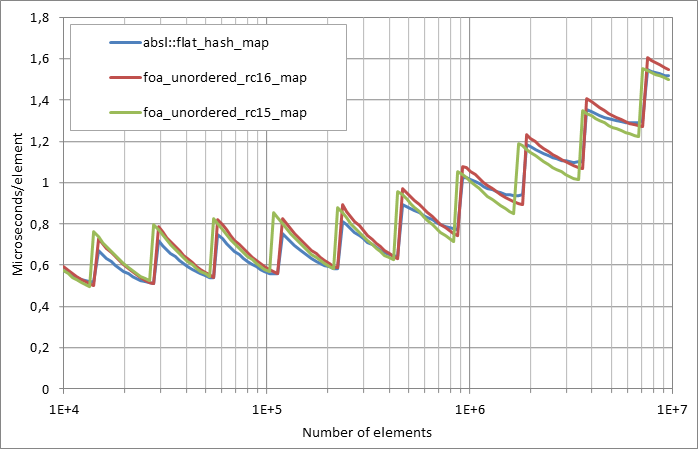 1,8
1,6
1,4
1,2
1
0,8
0,6
0,4
0,2
0
Microseconds/element
absl::flat_hash_map
foa_unordered_rc16_map
foa_unordered_rc15_map
1E+4 1E+5 1E+6 1E+7
Number of elements